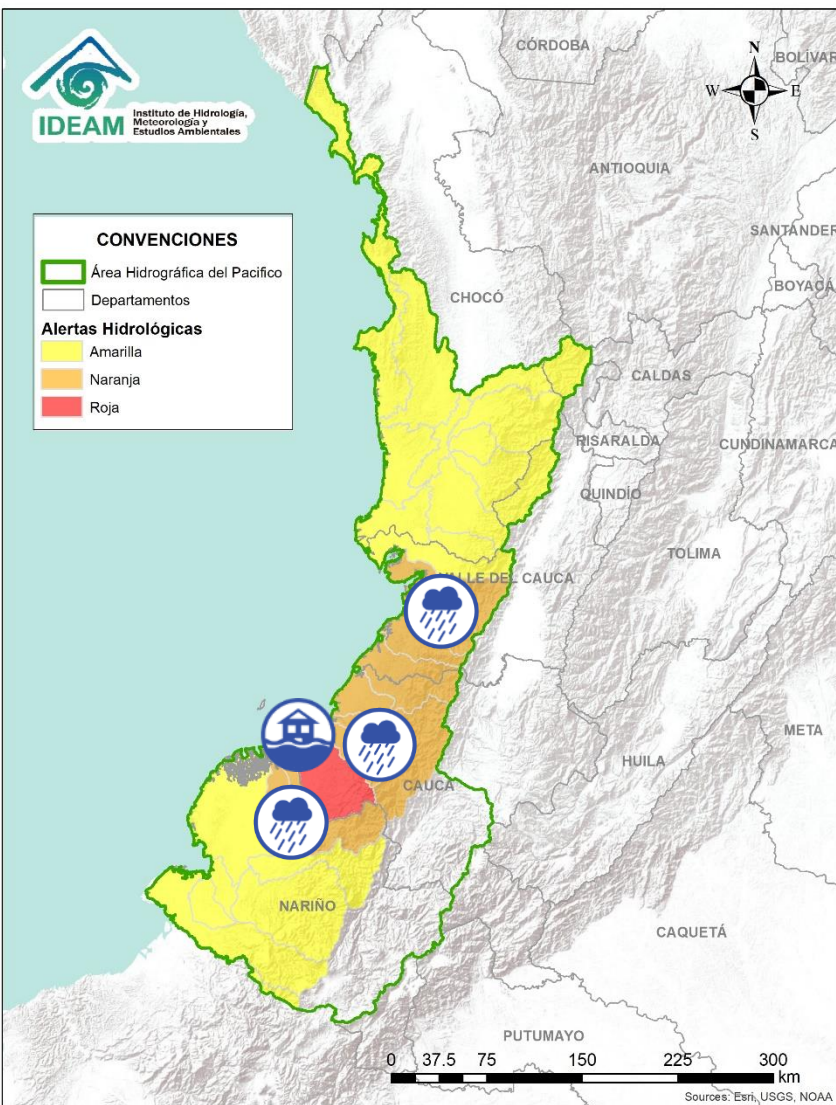 IDEAM
Instituto de Hidrología,
Meteorología y
Estudios Ambientales
CÓRDOBA
BOLÍVAR
N
W
E
S
ANTIOQUIA
SANTANDER
BOYACÁ
CONVENCIONES
Área Hidrográfica del Pacifico
Departamentos
Alertas Hidrológicas
Amarilla
Naranja
Roja
CHOCÓ
CALDAS
RISARALDA
CUNDINAMARCA
QUINDÍO
TOLIMA
VALLE DEL CAUCA
META
HUILA
CAUCA
NARIÑO
CAQUETÁ
PUTUMAYO
0 37.5 75 150 225 300
km
Sources: Esri, USGS, NOAA